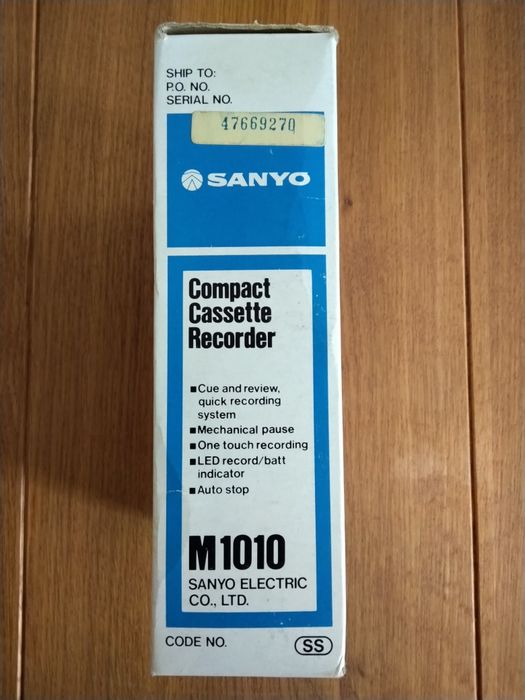 SHIP TO:
P.O. NO.
SERIAL NO.
47669270
SANYO
Compact
Cassette
Recorder
■Cue and review,
quick recording
system
■Mechanical pause
■One touch recording
■LED record/batt
indicator
■Auto stop
M1010
SANYO ELECTRIC
CO., LTD.
CODE NO.
SS